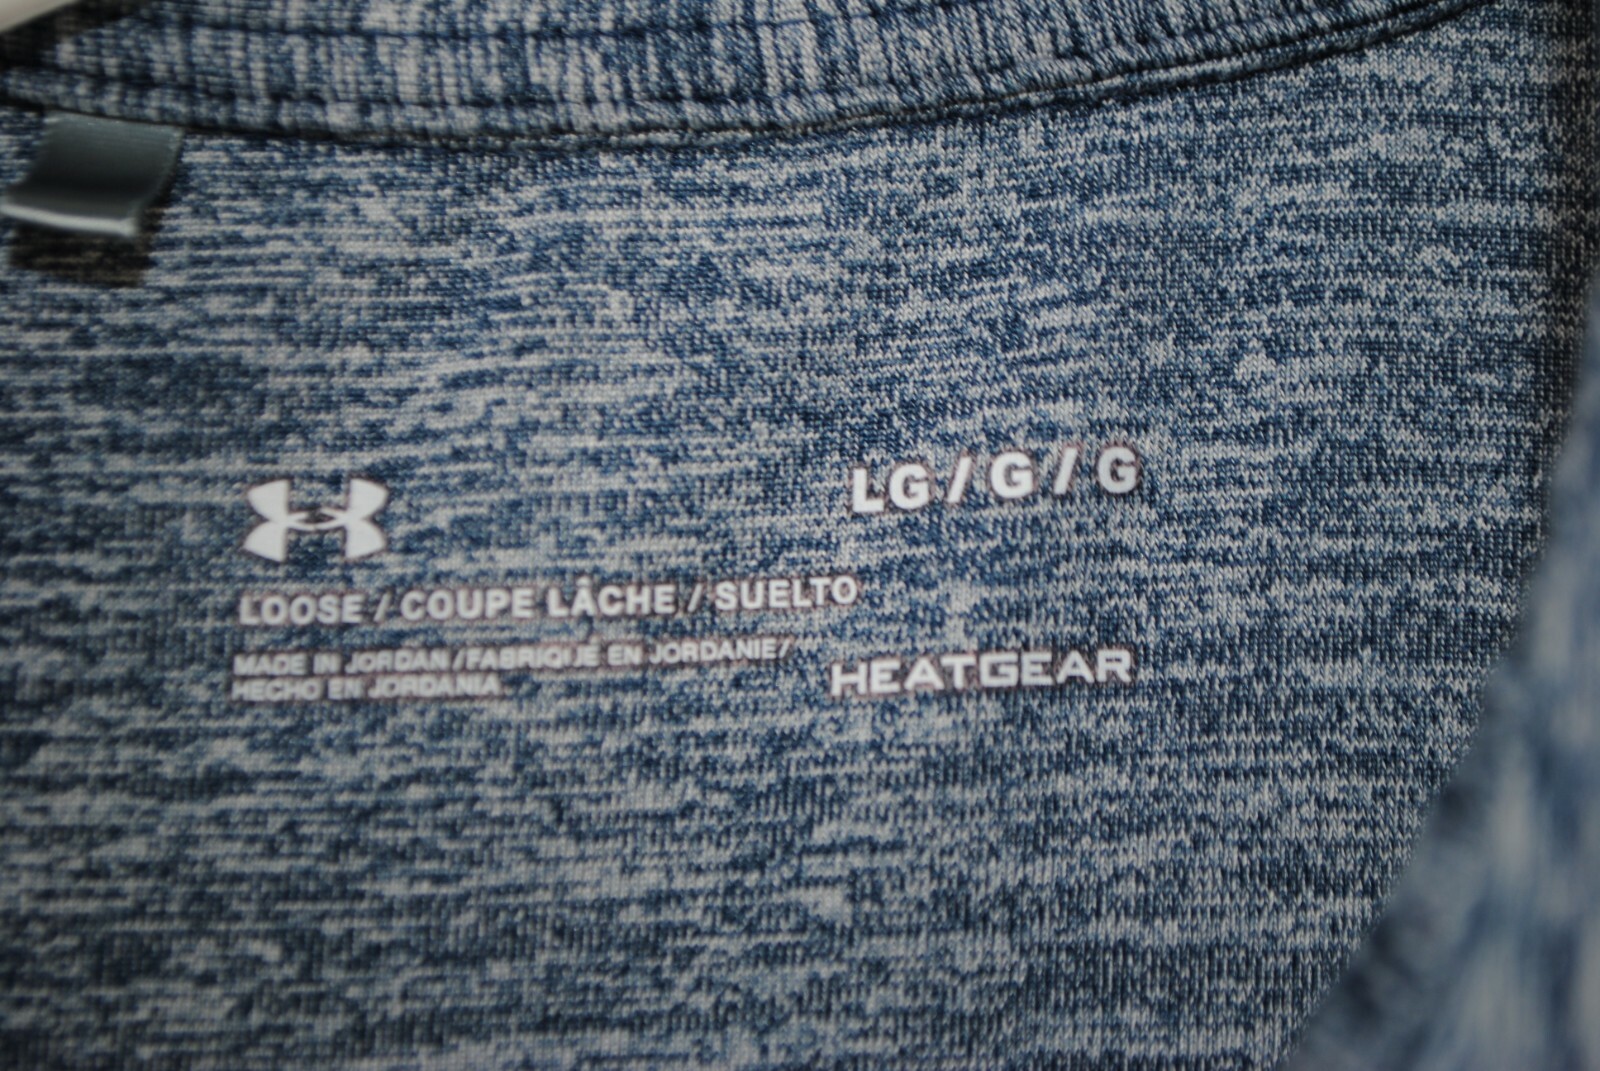 LG / G / G
LOOSE / COUPE LÂCHE / SUELTO
MADE IN JORDAN / FABRIQUÉ EN JORDANIE /
HECHO EN JORDANIA
HEATGEAR